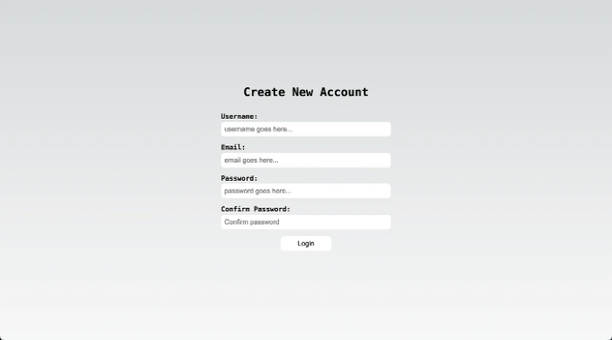 Create New Account
Username:
username goes here...
Email:
email goes here...
Password:
password goes here...
Confirm Password:
Confirm password
Login